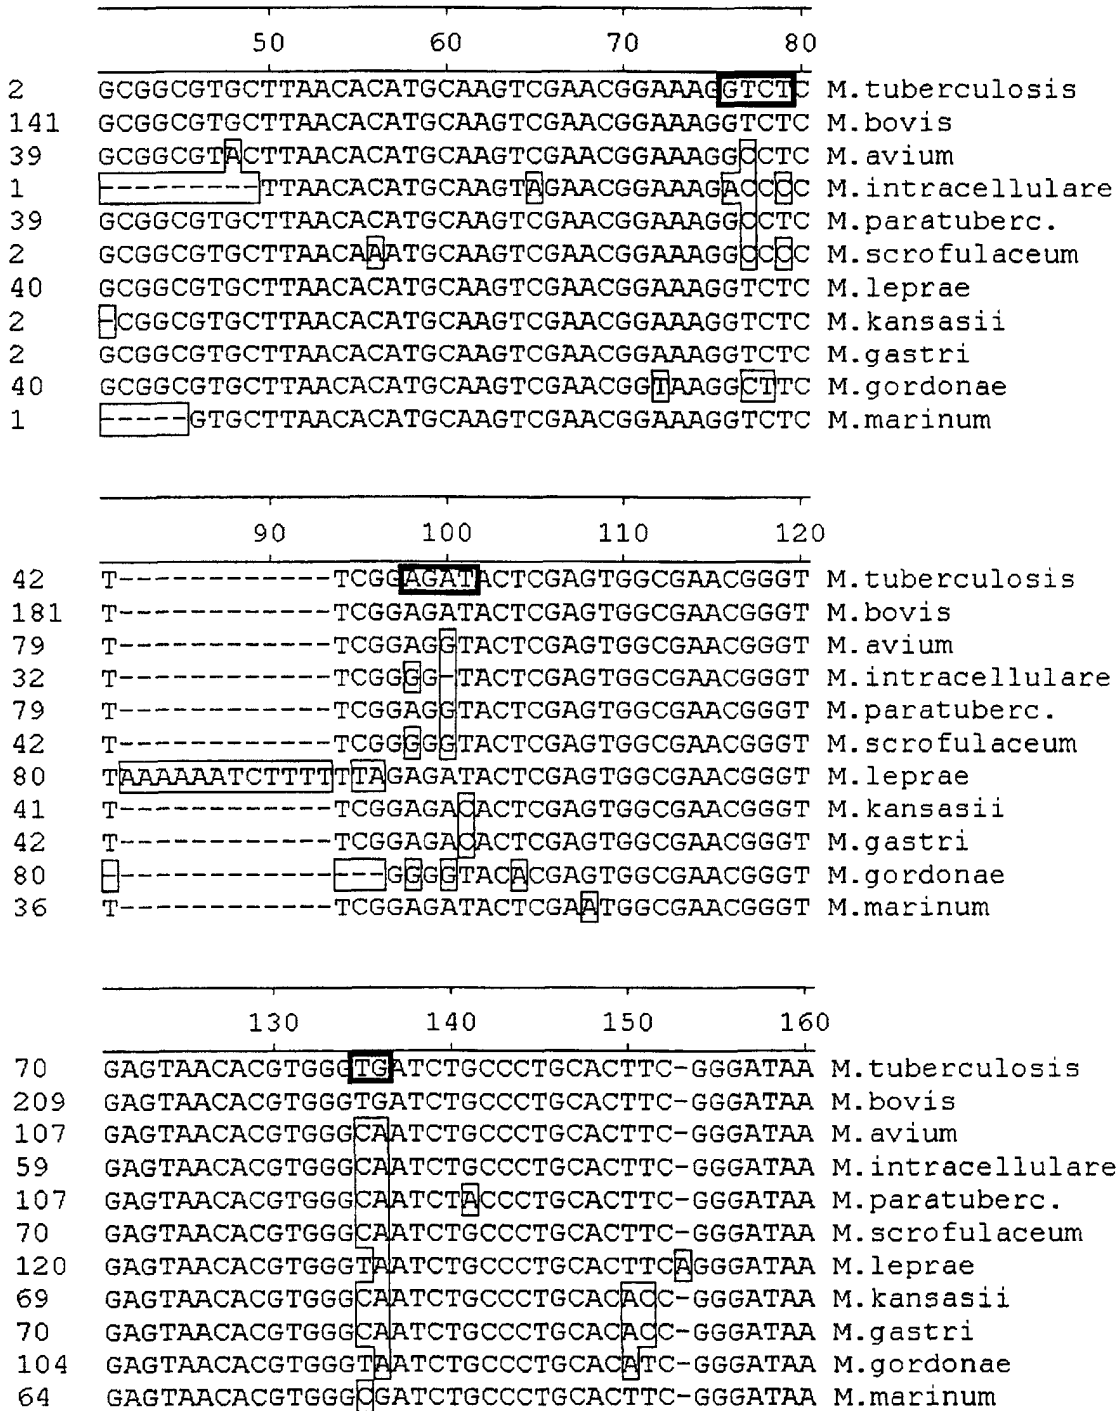 50 60 70 80
2 GCGGCGTGCTTAACACATGCAAGTCGAACGGAAAGGTCTC M.tuberculosis
141 GCGGCGTGCTTAACACATGCAAGTCGAACGGAAAGGTCTC M.bovis
39 GCGGCGTACTTAACACATGCAAGTCGAACGGAAAGGCCTC M.avium
1 ---------TTAACACATGCAAGTAGAACGGAAAGACCCC M.intracellulare
39 GCGGCGTGCTTAACACATGCAAGTCGAACGGAAAGGCCTC M.paratuberc.
2 GCGGCGTGCTTAACAAATGCAAGTCGAACGGAAAGGCCCC M.scrofulaceum
40 GCGGCGTGCTTAACACATGCAAGTCGAACGGAAAGGTCTC M.leprae
2 -CGGCGTGCTTAACACATGCAAGTCGAACGGAAAGGTCTC M.kansasii
2 GCGGCGTGCTTAACACATGCAAGTCGAACGGAAAGGTCTC M.gastri
40 GCGGCGTGCTTAACACATGCAAGTCGAACGGTAAGGCTTC M.gordonae
1 -----GTGCTTAACACATGCAAGTCGAACGGAAAGGTCTC M.marinum
90 100 110 120
42 T------------TCGGAGATACTCGAGTGGCGAACGGGT M.tuberculosis
181 T------------TCGGAGATACTCGAGTGGCGAACGGGT M.bovis
79 T------------TCGGAGGTACTCGAGTGGCGAACGGGT M.avium
32 T------------TCGGGG-TACTCGAGTGGCGAACGGGT M.intracellulare
79 T------------TCGGAGGTACTCGAGTGGCGAACGGGT M.paratuberc.
42 T------------TCGGGGGTACTCGAGTGGCGAACGGGT M.scrofulaceum
80 TAAAAAATCTTTTTTAGAGATACTCGAGTGGCGAACGGGT M.leprae
41 T------------TCGGAGACACTCGAGTGGCGAACGGGT M.kansasii
42 T------------TCGGAGACACTCGAGTGGCGAACGGGT M.gastri
80 ----------------GGGGTACACGAGTGGCGAACGGGT M.gordonae
36 T------------TCGGAGATACTCGAATGGCGAACGGGT M.marinum
130 140 150 160
70 GAGTAACACGTGGGTGATCTGCCCTGCACTTC-GGGATAA M.tuberculosis
209 GAGTAACACGTGGGTGATCTGCCCTGCACTTC-GGGATAA M.bovis
107 GAGTAACACGTGGGCAATCTGCCCTGCACTTC-GGGATAA M.avium
59 GAGTAACACGTGGGCAATCTGCCCTGCACTTC-GGGATAA M.intracellulare
107 GAGTAACACGTGGGCAATCTACCCTGCACTTC-GGGATAA M.paratuberc.
70 GAGTAACACGTGGGCAATCTGCCCTGCACTTC-GGGATAA M.scrofulaceum
120 GAGTAACACGTGGGTAATCTGCCCTGCACTTCAGGGATAA M.leprae
69 GAGTAACACGTGGGCAATCTGCCCTGCACACC-GGGATAA M.kansasii
70 GAGTAACACGTGGGCAATCTGCCCTGCACACC-GGGATAA M.gastri
104 GAGTAACACGTGGGTAATCTGCCCTGCACATC-GGGATAA M.gordonae
64 GAGTAACACGTGGGCGATCTGCCCTGCACTTC-GGGATAA M.marinum